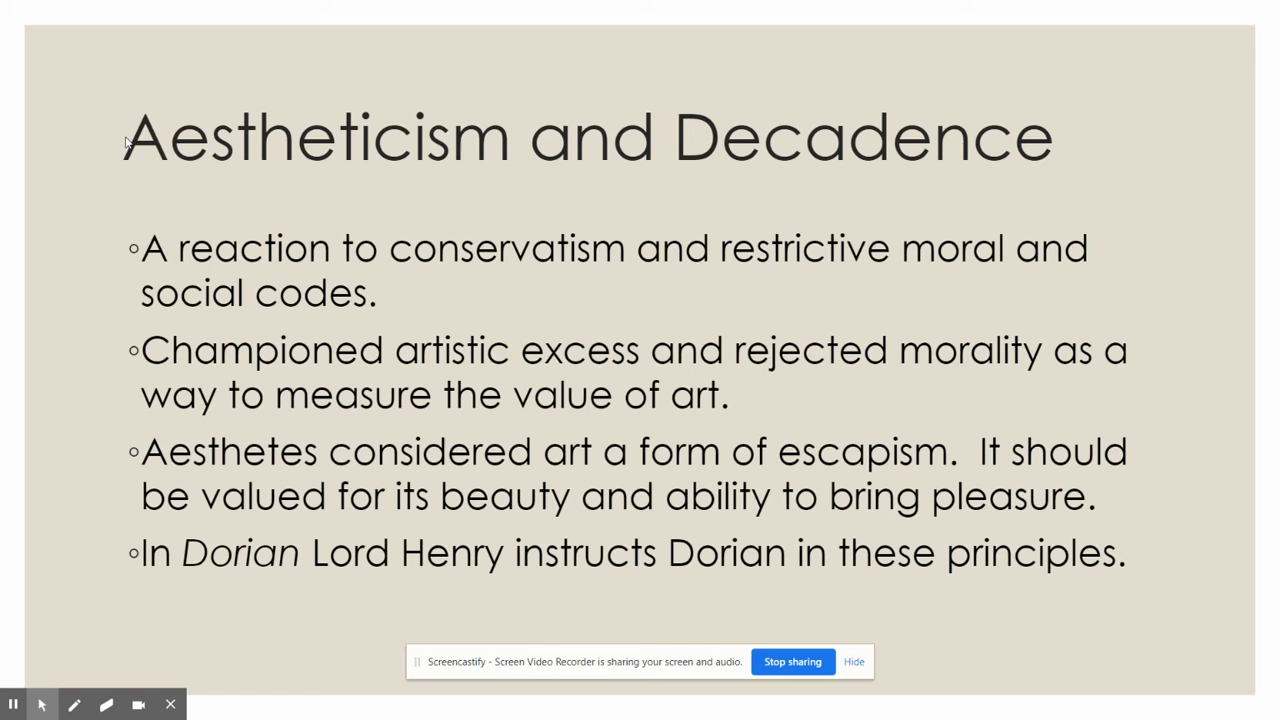 Aestheticism and Decadence
◦A reaction to conservatism and restrictive moral and
social codes.
◦Championed artistic excess and rejected morality as a
way to measure the value of art.
◦Aesthetes considered art a form of escapism.  It should
be valued for its beauty and ability to bring pleasure.
◦In Dorian Lord Henry instructs Dorian in these principles.
Screencastify - Screen Video Recorder is sharing your screen and audio. Stop sharing Hide